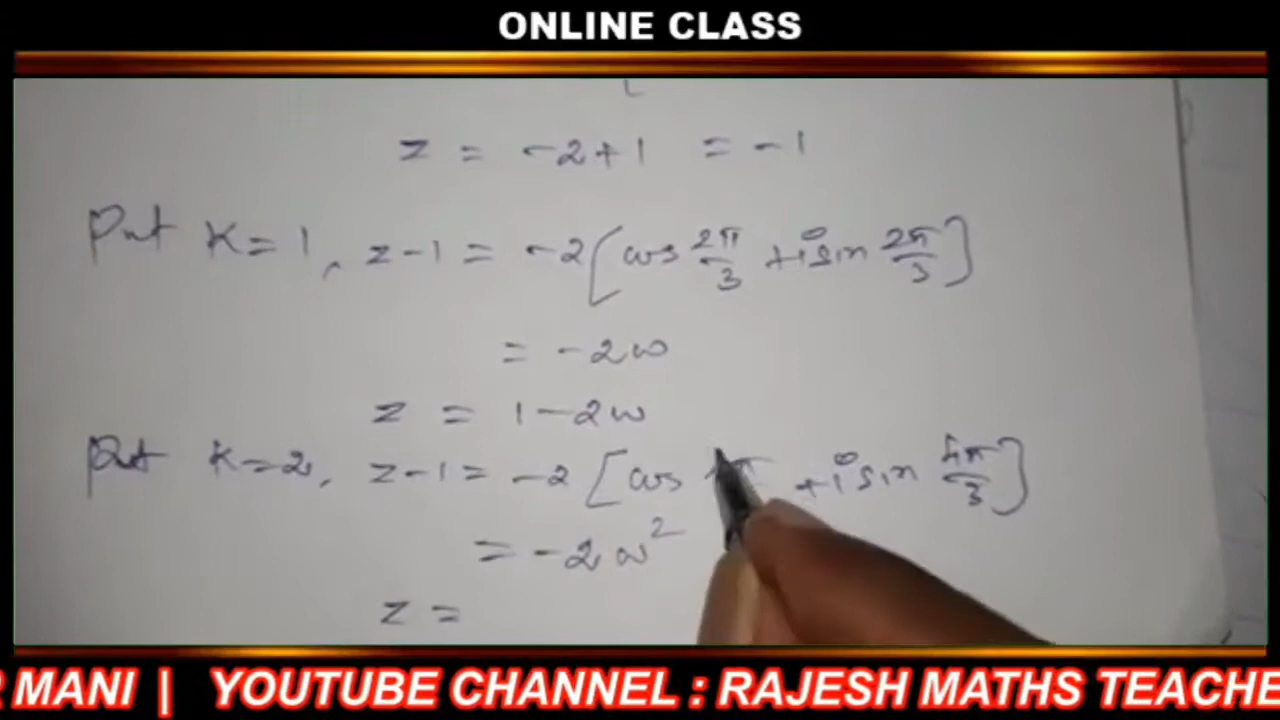 ONLINE CLASS
z = -2+1 = -1
Put K=1, z-1 = -2[cos 2π/3 + i sin 2π/3]
= -2ω
z = 1-2ω
Put K=2, z-1 = -2[cos + i sin 4π/3]
= -2ω²
z =
R MANI | YOUTUBE CHANNEL : RAJESH MATHS TEACHE